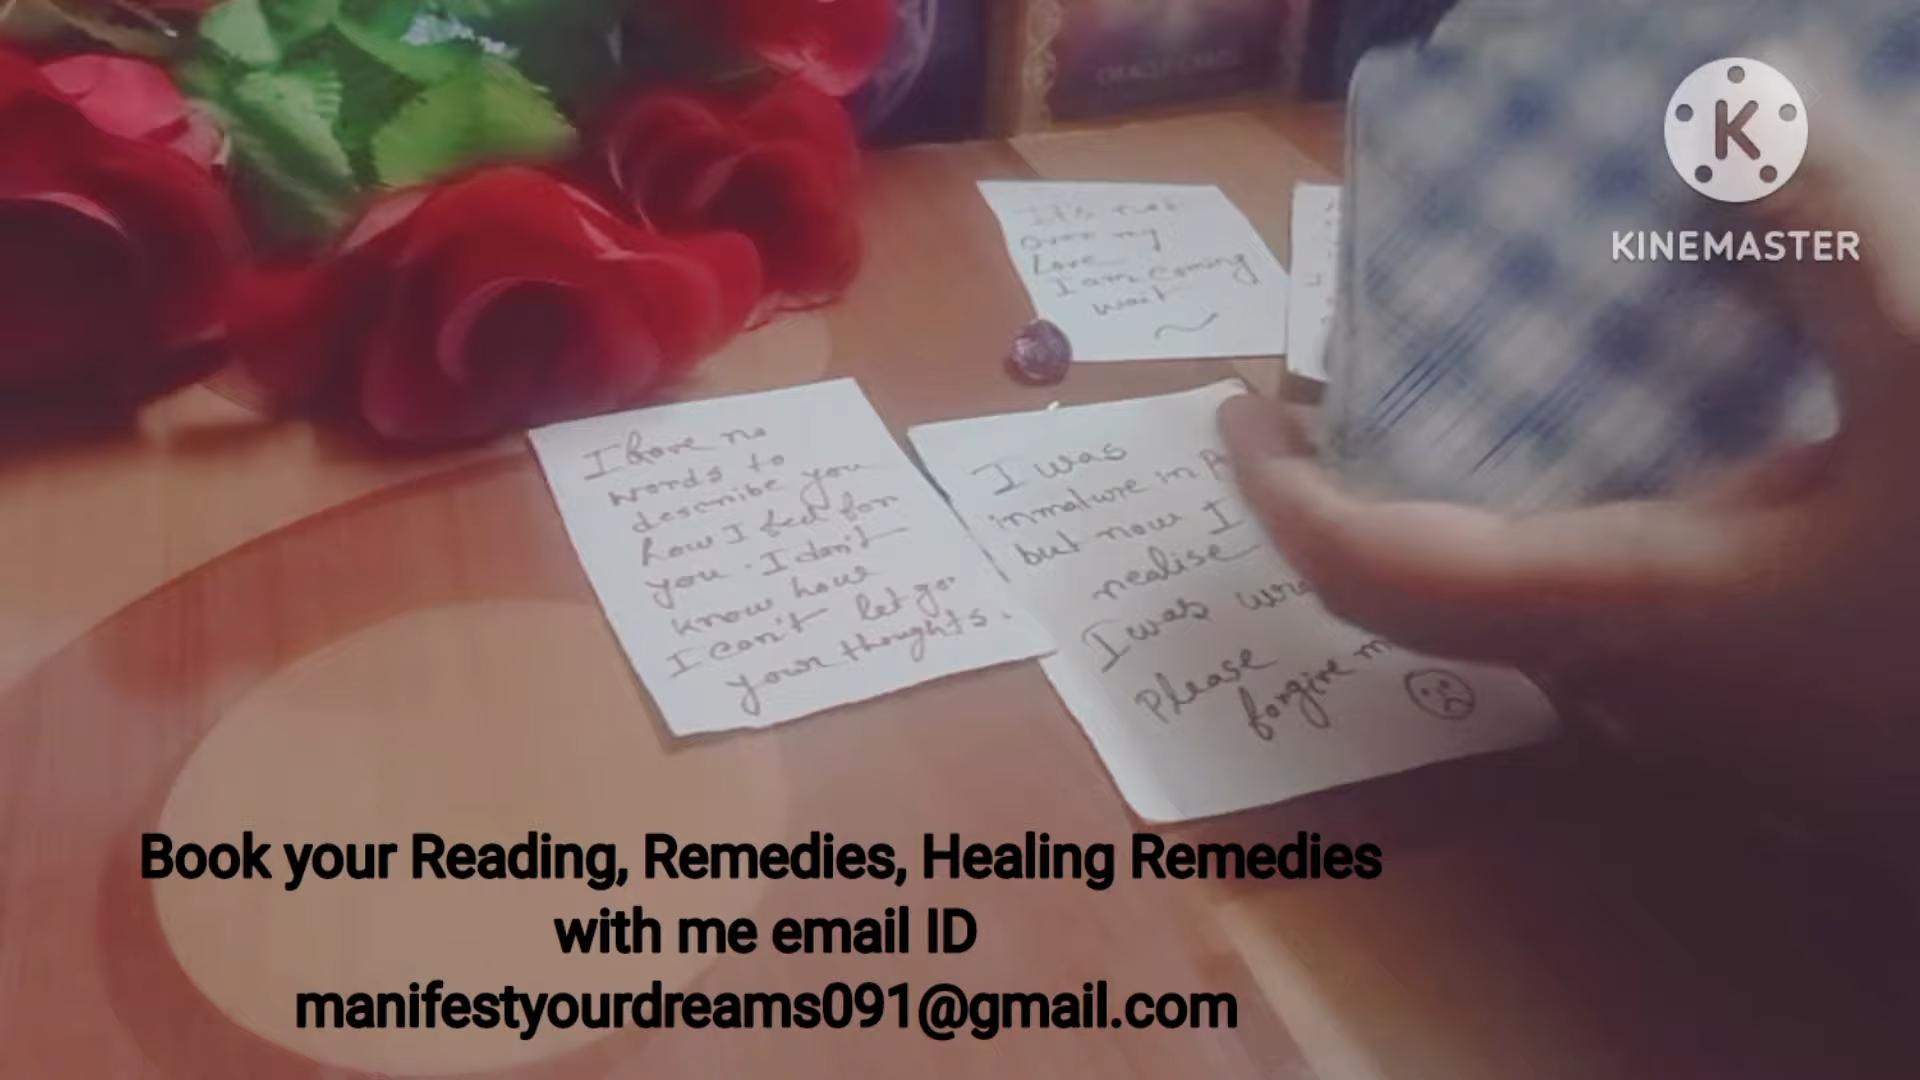 ORACLE CARDS
KINEMASTER
It's not
over my
Love
I am coming
wait
I have no
words to
describe you
how I feel for
you. I don't
know how
I can't let go
your thoughts.
I was
immature in
but now I
realise
I was
Please
forgive
Book your Reading, Remedies, Healing Remedies
with me email ID
manifestyourdreams091@gmail.com